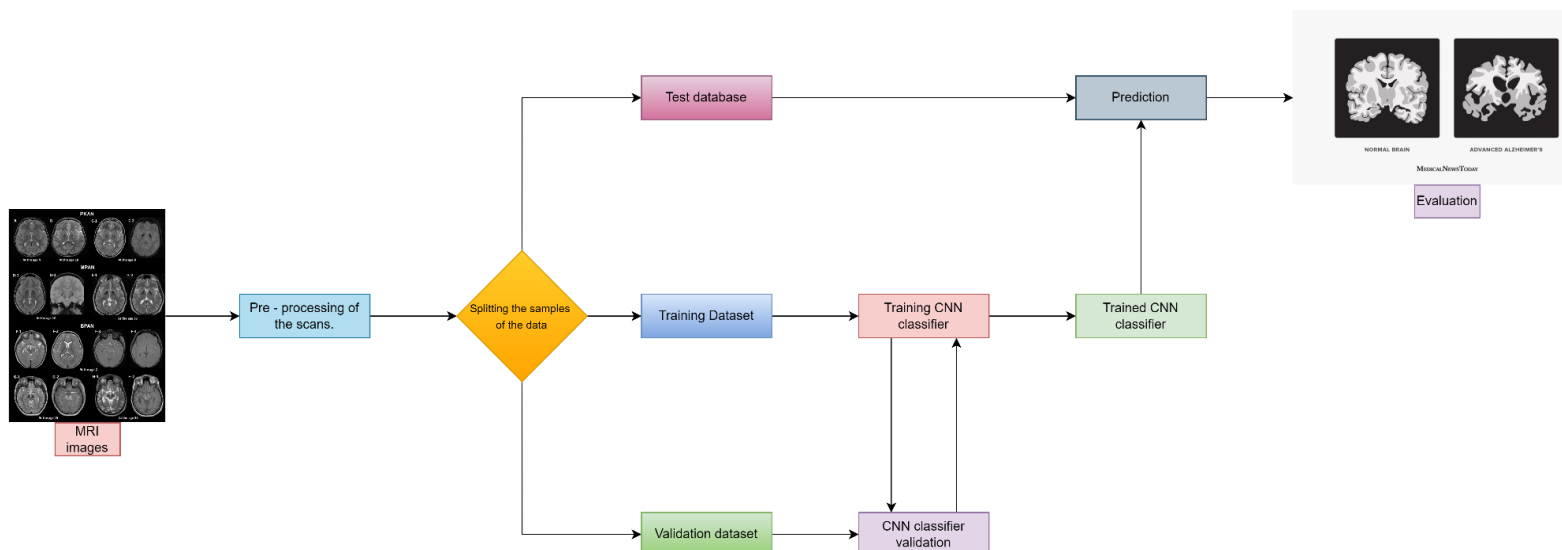 PKAN
MPAN
BPAN
MRI
images
Pre - processing of
the scans.
Splitting the samples
of the data
Test database
Training Dataset
Validation dataset
Training CNN
classifier
CNN classifier
validation
Trained CNN
classifier
Prediction
NORMAL BRAIN
ADVANCED ALZHEIMER'S
MEDICALNEWSTODAY
Evaluation